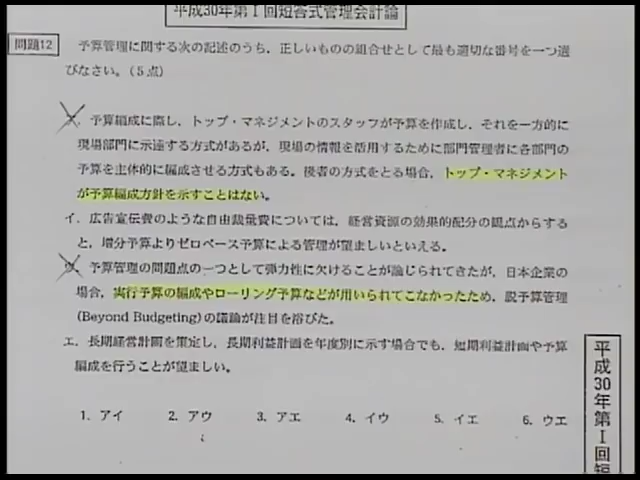 平成30年第Ⅰ回短答式管理会計論
問題12 予算管理に関する次の記述のうち，正しいものの組合せとして最も適切な番号を一つ選
びなさい。（５点）
ア．予算編成に際し，トップ・マネジメントのスタッフが予算を作成し，それを一方的に
現場部門に示達する方式があるが，現場の情報を活用するために部門管理者に各部門の
予算を主体的に編成させる方式もある。後者の方式をとる場合，トップ・マネジメント
が予算編成方針を示すことはない。
イ．広告宣伝費のような自由裁量費については，経営資源の効果的配分の観点からする
と，増分予算よりゼロベース予算による管理が望ましいといえる。
ウ．予算管理の問題点の一つとして弾力性に欠けることが論じられてきたが，日本企業の
場合，実行予算の編成やローリング予算などが用いられてこなかったため，脱予算管理
(Beyond Budgeting)の議論が注目を浴びた。
エ．長期経営計画を策定し，長期利益計画を年度別に示す場合でも，短期利益計画や予算
編成を行うことが望ましい。
1．アイ 2．アウ 3．アエ 4．イウ 5．イエ 6．ウエ
平成30年第Ⅰ回短